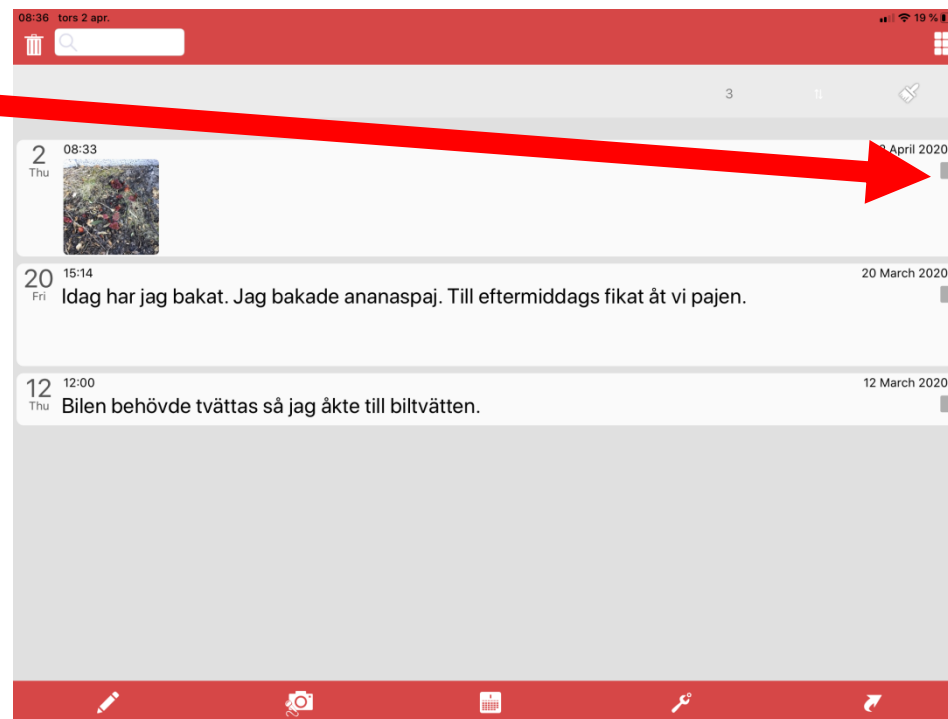 08:36 tors 2 apr. 19 %
3
2 08:33 April 2020
Thu
20 15:14 20 March 2020
Fri Idag har jag bakat. Jag bakade ananaspaj. Till eftermiddags fikat åt vi pajen.
12 12:00 12 March 2020
Thu Bilen behövde tvättas så jag åkte till biltvätten.